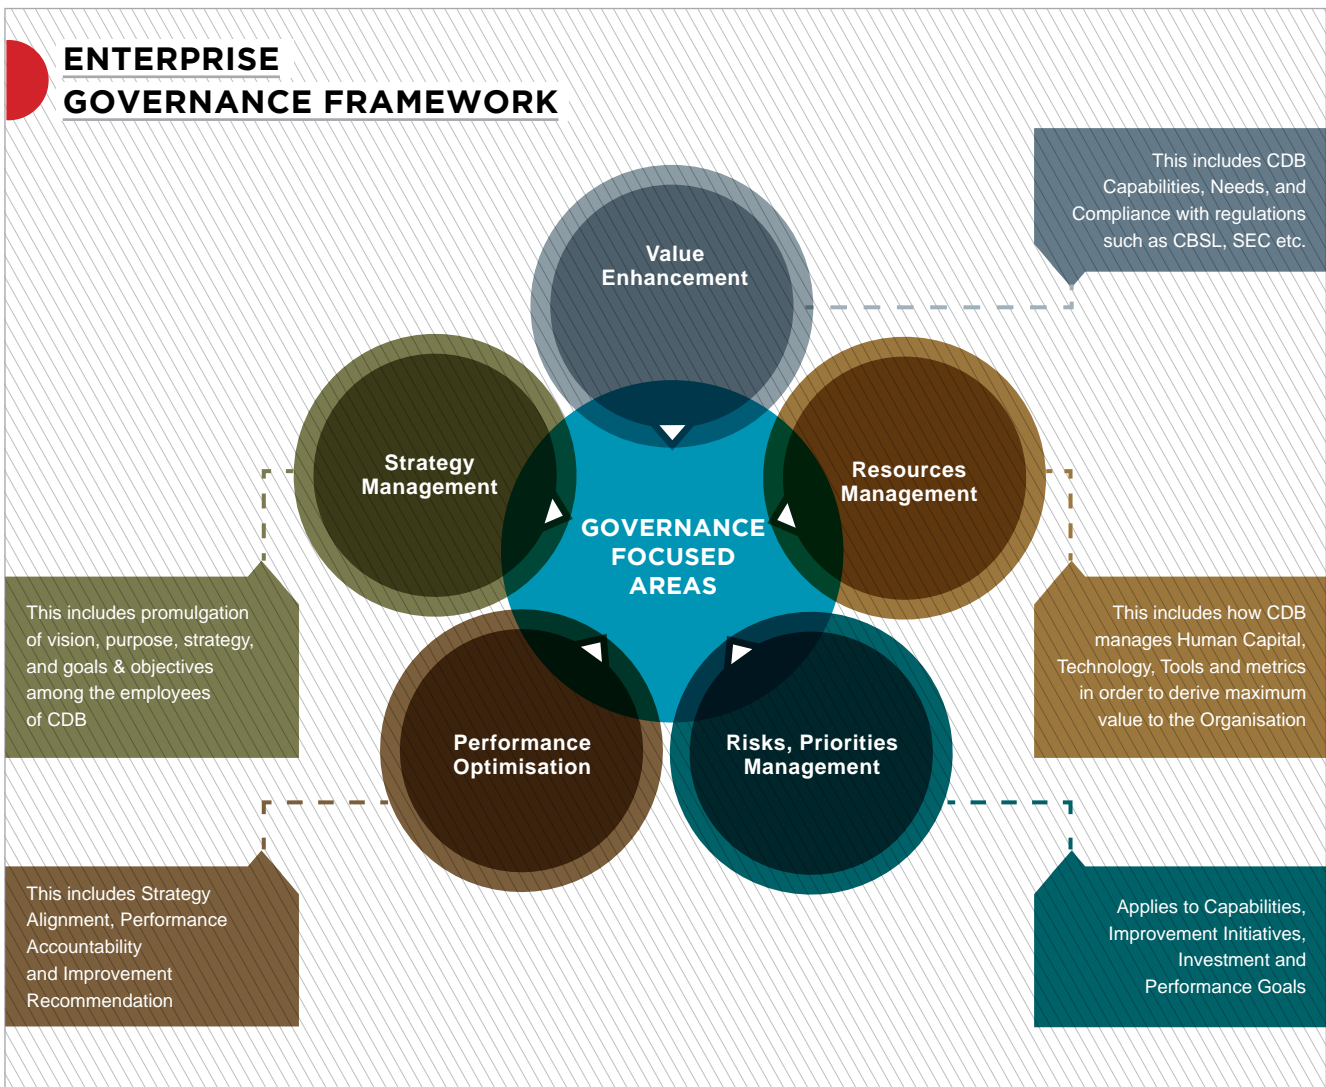 ENTERPRISE
GOVERNANCE FRAMEWORK
This includes CDB
Capabilities, Needs, and
Compliance with regulations
such as CBSL, SEC etc.
Value
Enhancement
Strategy
Management
Resources
Management
GOVERNANCE
FOCUSED
AREAS
This includes promulgation
of vision, purpose, strategy,
and goals & objectives
among the employees
of CDB
This includes how CDB
manages Human Capital,
Technology, Tools and metrics
in order to derive maximum
value to the Organisation
Performance
Optimisation
Risks, Priorities
Management
This includes Strategy
Alignment, Performance
Accountability
and Improvement
Recommendation
Applies to Capabilities,
Improvement Initiatives,
Investment and
Performance Goals